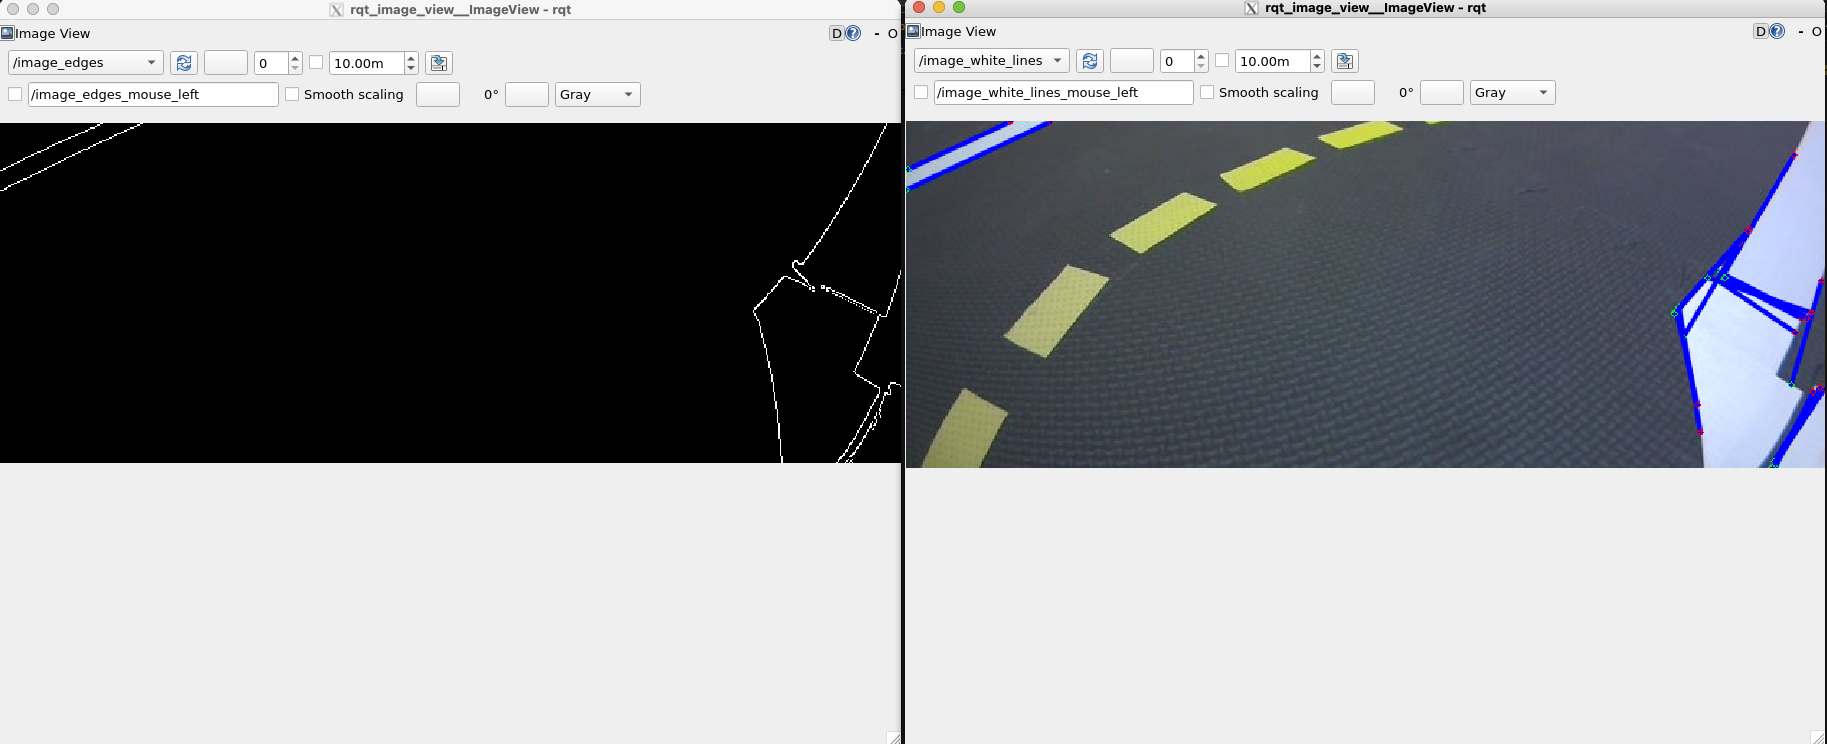 rqt_image_view__ImageView - rqt
Image View
D
- O
/image_edges
0
10.00m
/image_edges_mouse_left
Smooth scaling
0°
Gray
rqt_image_view__ImageView - rqt
Image View
D
- O
/image_white_lines
0
10.00m
/image_white_lines_mouse_left
Smooth scaling
0°
Gray